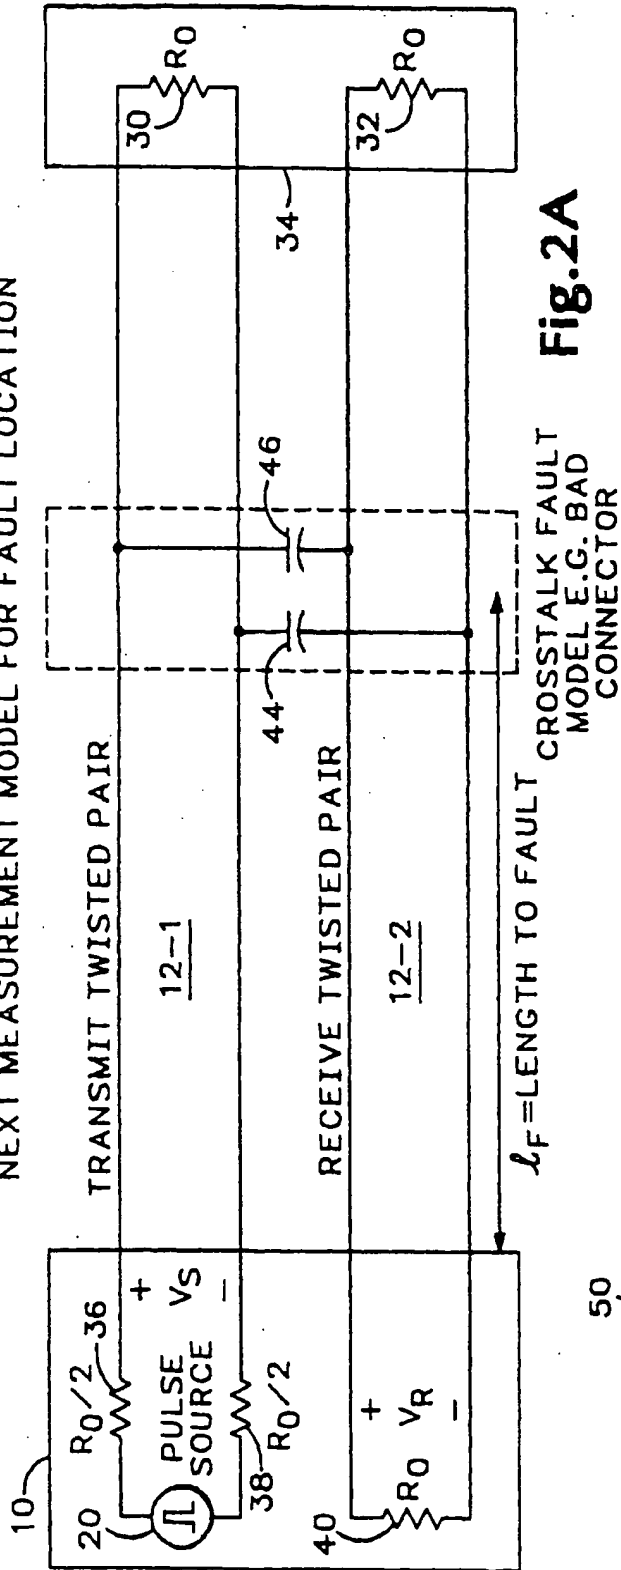 NEXT MEASUREMENT MODEL FOR FAULT LOCATION
10
R0/2
36
20
PULSE
SOURCE
+
VS
−
38
R0/2
TRANSMIT TWISTED PAIR
12-1
44
46
30
R0
34
40
R0
+
VR
−
RECEIVE TWISTED PAIR
12-2
32
R0
ℓF=LENGTH TO FAULT
CROSSTALK FAULT
MODEL E.G. BAD
CONNECTOR
Fig.2A
50